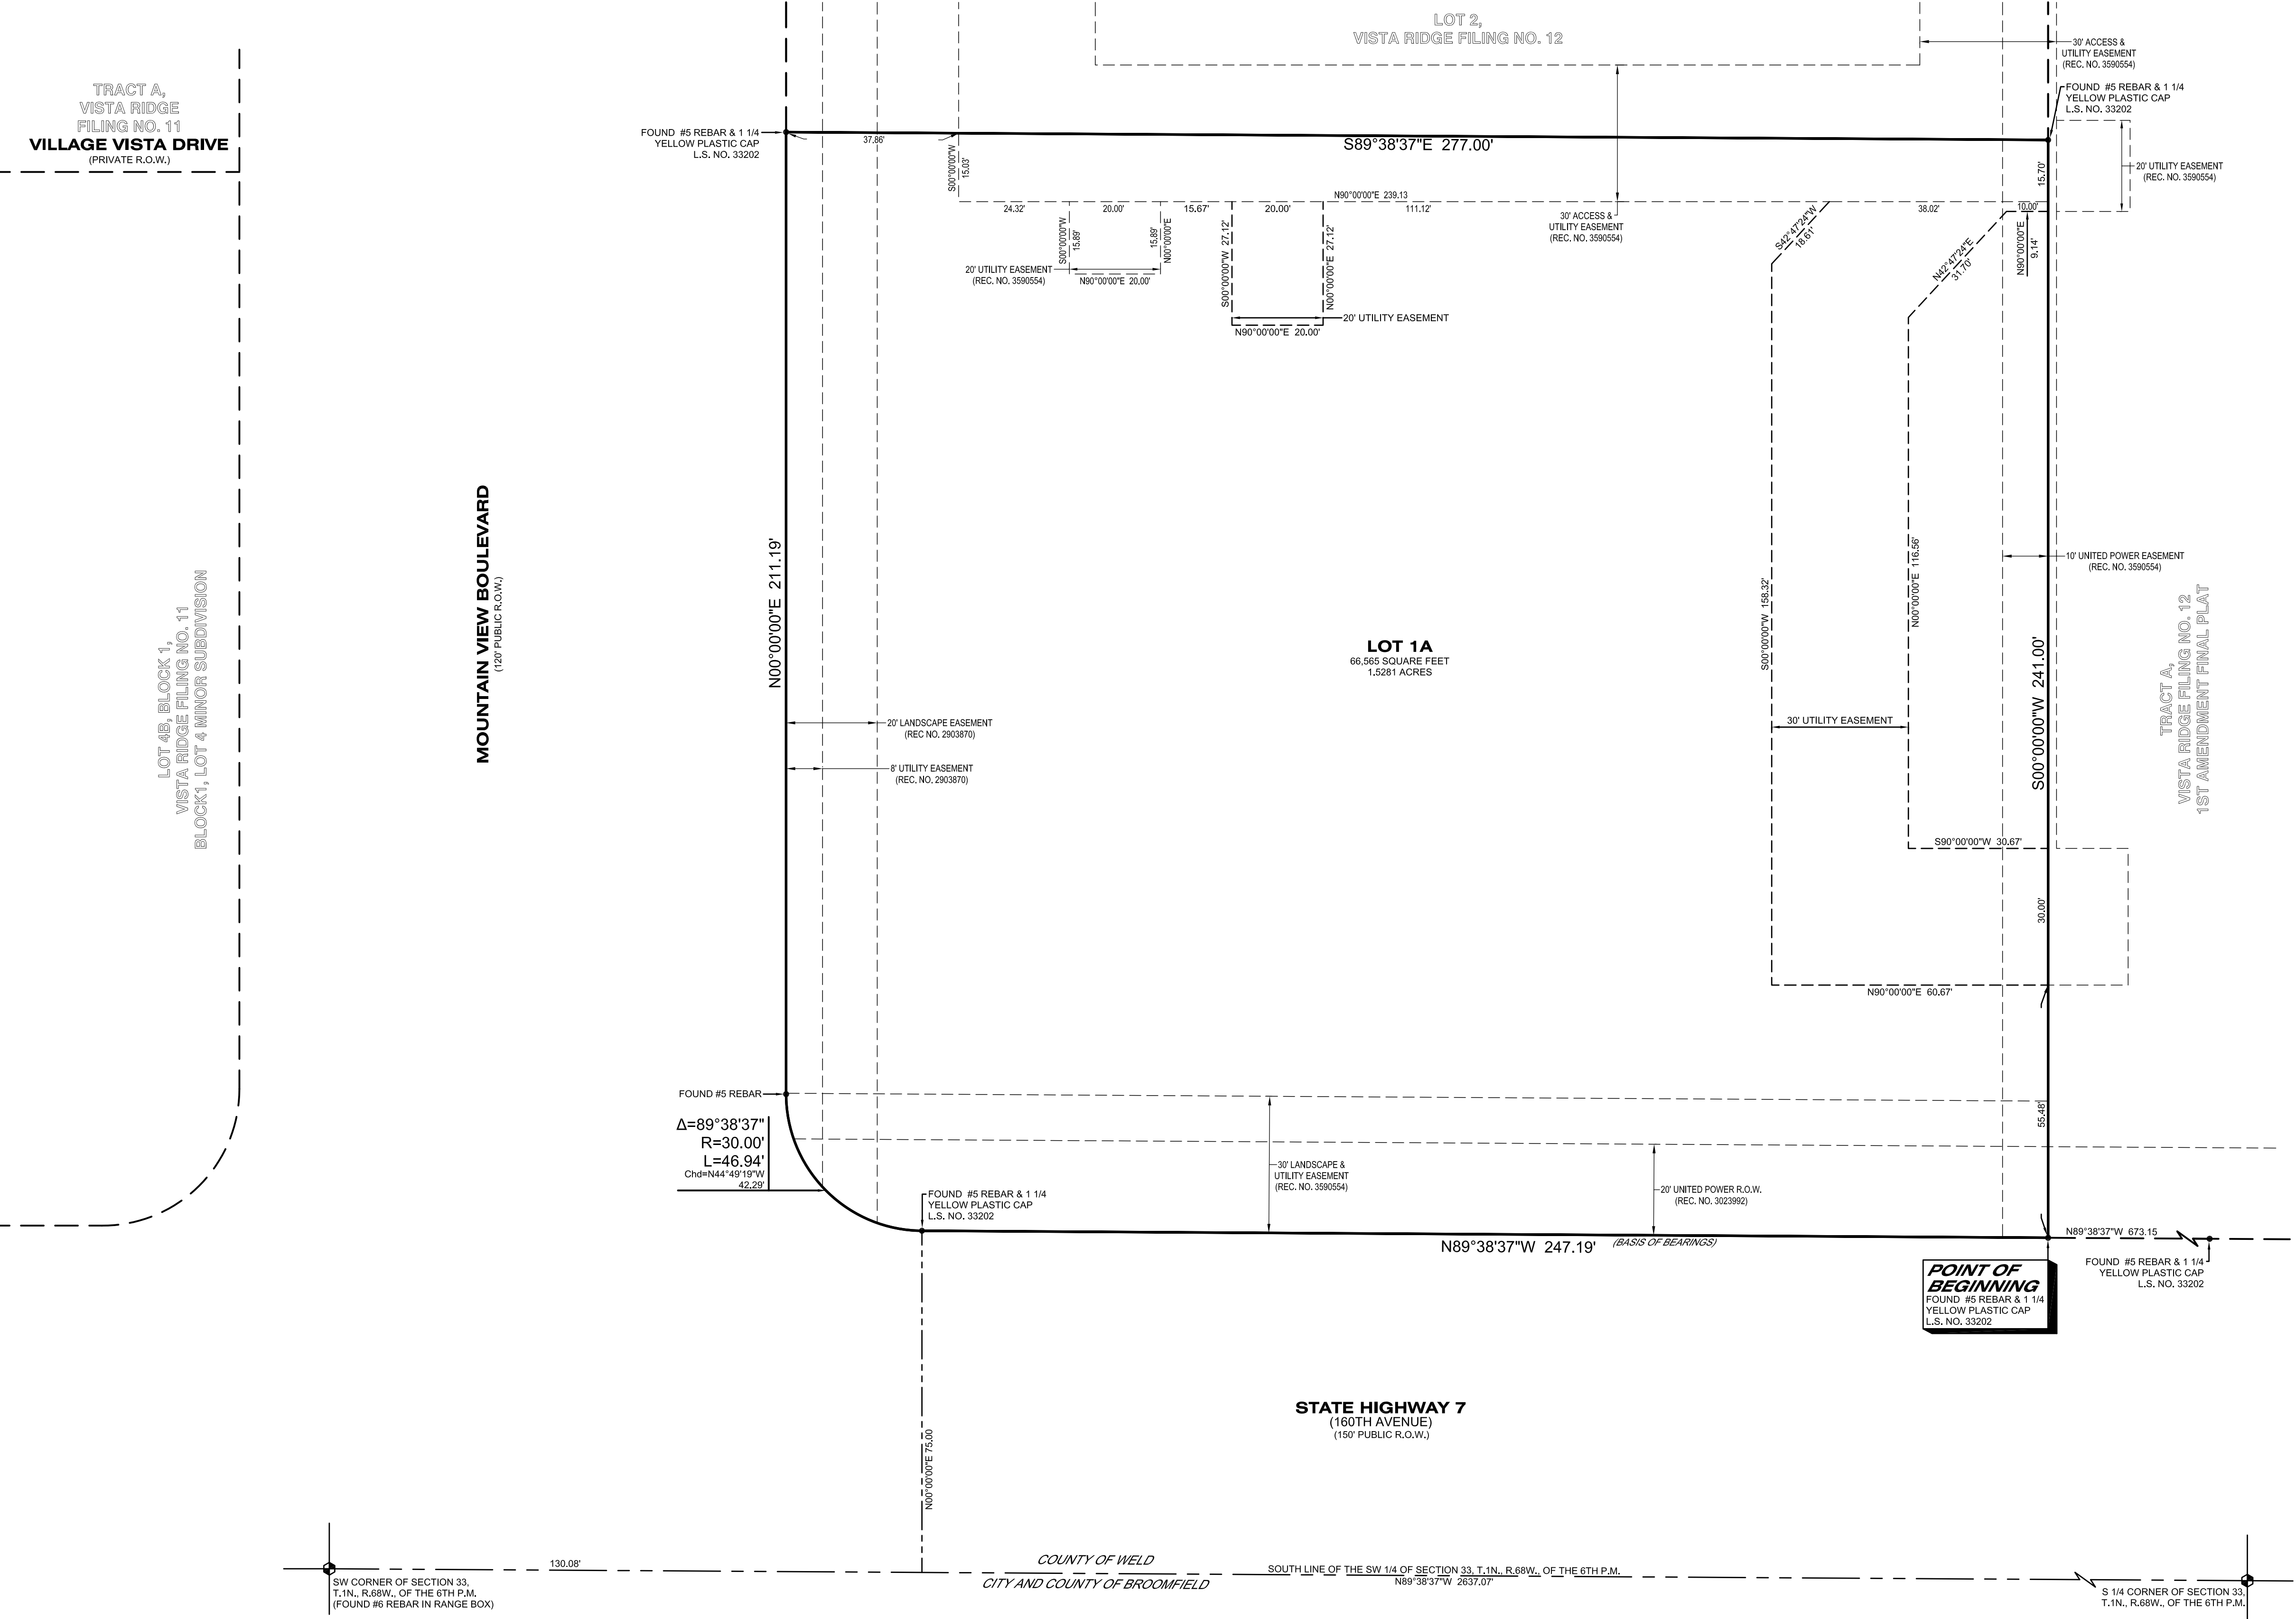 LOT 2,
VISTA RIDGE FILING NO. 12
30' ACCESS &
UTILITY EASEMENT
(REC. NO. 3590554)
TRACT A,
VISTA RIDGE
FILING NO. 11
VILLAGE VISTA DRIVE
(PRIVATE R.O.W.)
FOUND #5 REBAR & 1 1/4
YELLOW PLASTIC CAP
L.S. NO. 33202
FOUND #5 REBAR & 1 1/4
YELLOW PLASTIC CAP
L.S. NO. 33202
37.86'
S89°38'37"E 277.00'
S00°00'00"W
15.03'
15.70'
20' UTILITY EASEMENT
(REC. NO. 3590554)
N90°00'00"E 239.13
24.32'
20.00'
15.67'
20.00'
111.12'
38.02'
10.00'
30' ACCESS &
UTILITY EASEMENT
(REC. NO. 3590554)
S00°00'00"W
15.89'
15.89'
N00°00'00"E
S00°00'00"W 27.12'
N00°00'00"E 27.12'
S42°47'24"W
18.61'
N42°47'24"E
31.70'
N90°00'00"E
9.14'
20' UTILITY EASEMENT
(REC. NO. 3590554)
N90°00'00"E 20.00'
20' UTILITY EASEMENT
N90°00'00"E 20.00'
LOT 4B, BLOCK 1,
VISTA RIDGE FILING NO. 11
BLOCK1, LOT 4 MINOR SUBDIVISION
MOUNTAIN VIEW BOULEVARD
(120' PUBLIC R.O.W.)
N00°00'00"E 211.19'
LOT 1A
66,565 SQUARE FEET
1.5281 ACRES
S00°00'00"W 158.32'
N00°00'00"E 116.56'
10' UNITED POWER EASEMENT
(REC. NO. 3590554)
S00°00'00"W 241.00'
TRACT A,
VISTA RIDGE FILING NO. 12
1ST AMENDMENT FINAL PLAT
20' LANDSCAPE EASEMENT
(REC NO. 2903870)
30' UTILITY EASEMENT
8' UTILITY EASEMENT
(REC. NO. 2903870)
S90°00'00"W 30.67'
30.00'
N90°00'00"E 60.67'
FOUND #5 REBAR
55.48'
Δ=89°38'37"
R=30.00'
L=46.94'
Chd=N44°49'19"W
42.29'
30' LANDSCAPE &
UTILITY EASEMENT
(REC. NO. 3590554)
20' UNITED POWER R.O.W.
(REC. NO. 3023992)
FOUND #5 REBAR & 1 1/4
YELLOW PLASTIC CAP
L.S. NO. 33202
N89°38'37"W 247.19'
(BASIS OF BEARINGS)
N89°38'37"W 673.15
FOUND #5 REBAR & 1 1/4
YELLOW PLASTIC CAP
L.S. NO. 33202
POINT OF
BEGINNING
FOUND #5 REBAR & 1 1/4
YELLOW PLASTIC CAP
L.S. NO. 33202
STATE HIGHWAY 7
(160TH AVENUE)
(150' PUBLIC R.O.W.)
N00°00'00"E 75.00
130.08'
COUNTY OF WELD
CITY AND COUNTY OF BROOMFIELD
SOUTH LINE OF THE SW 1/4 OF SECTION 33, T.1N., R.68W., OF THE 6TH P.M.
N89°38'37"W 2637.07'
SW CORNER OF SECTION 33,
T.1N., R.68W., OF THE 6TH P.M.
(FOUND #6 REBAR IN RANGE BOX)
S 1/4 CORNER OF SECTION 33,
T.1N., R.68W., OF THE 6TH P.M.